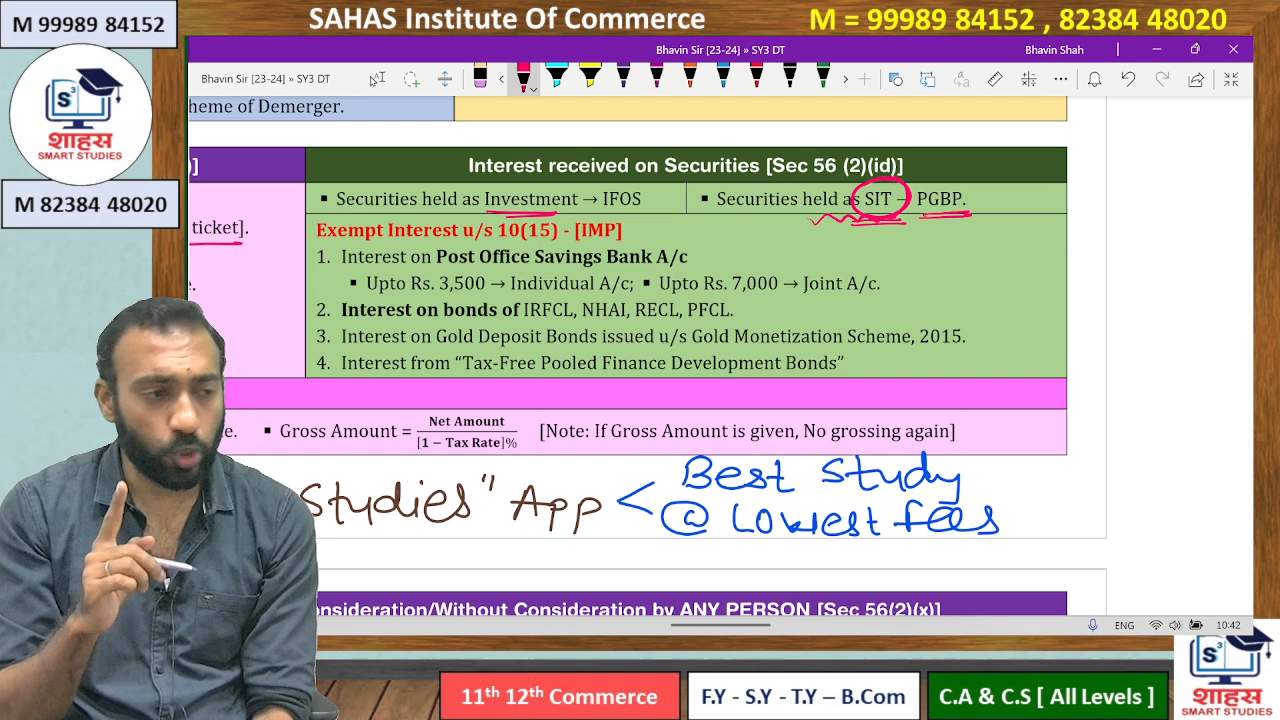 M 99989 84152
SAHAS Institute Of Commerce
M = 99989 84152 , 82384 48020
S³
शाहस
SMART STUDIES
M 82384 48020
Bhavin Sir [23-24] » SY3 DT
Bhavin Shah
Bhavin Sir [23-24] » SY3 DT
heme of Demerger.
)]
Interest received on Securities [Sec 56 (2)(id)]
▪ Securities held as Investment → IFOS
▪ Securities held as SIT – PGBP.
ticket].
e.
Exempt Interest u/s 10(15) - [IMP]
1. Interest on Post Office Savings Bank A/c
▪ Upto Rs. 3,500 → Individual A/c; ▪ Upto Rs. 7,000 → Joint A/c.
2. Interest on bonds of IRFCL, NHAI, RECL, PFCL.
3. Interest on Gold Deposit Bonds issued u/s Gold Monetization Scheme, 2015.
4. Interest from “Tax-Free Pooled Finance Development Bonds”
e. ▪ Gross Amount = Net Amount / [1 − Tax Rate]% [Note: If Gross Amount is given, No grossing again]
Studies" App < Best Study
@ Lowest fees
onsideration/Without Consideration by ANY PERSON [Sec 56(2)(x)]
ENG 10:42
11th 12th Commerce
F.Y - S.Y - T.Y – B.Com
C.A & C.S [ All Levels ]
S³
शाहस
SMART STUDIES